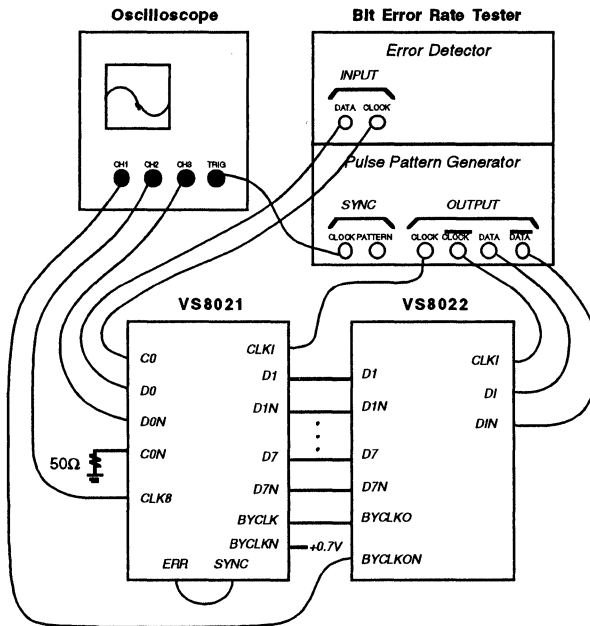 Oscilloscope
Bit Error Rate Tester
Error Detector
INPUT
DATA CLOCK
CH1 CH2 CH3 TRIG
Pulse Pattern Generator
SYNC OUTPUT
CLOCK PATTERN CLOCK CLOCK DATA DATA
VS8021 VS8022
C0
D0
D0N
C0N
50Ω
CLK8
CLKI
D1
D1N
D7
D7N
BYCLK
BYCLKN
+0.7V
ERR SYNC
D1
D1N
D7
D7N
BYCLKO
BYCLKON
CLKI
DI
DIN